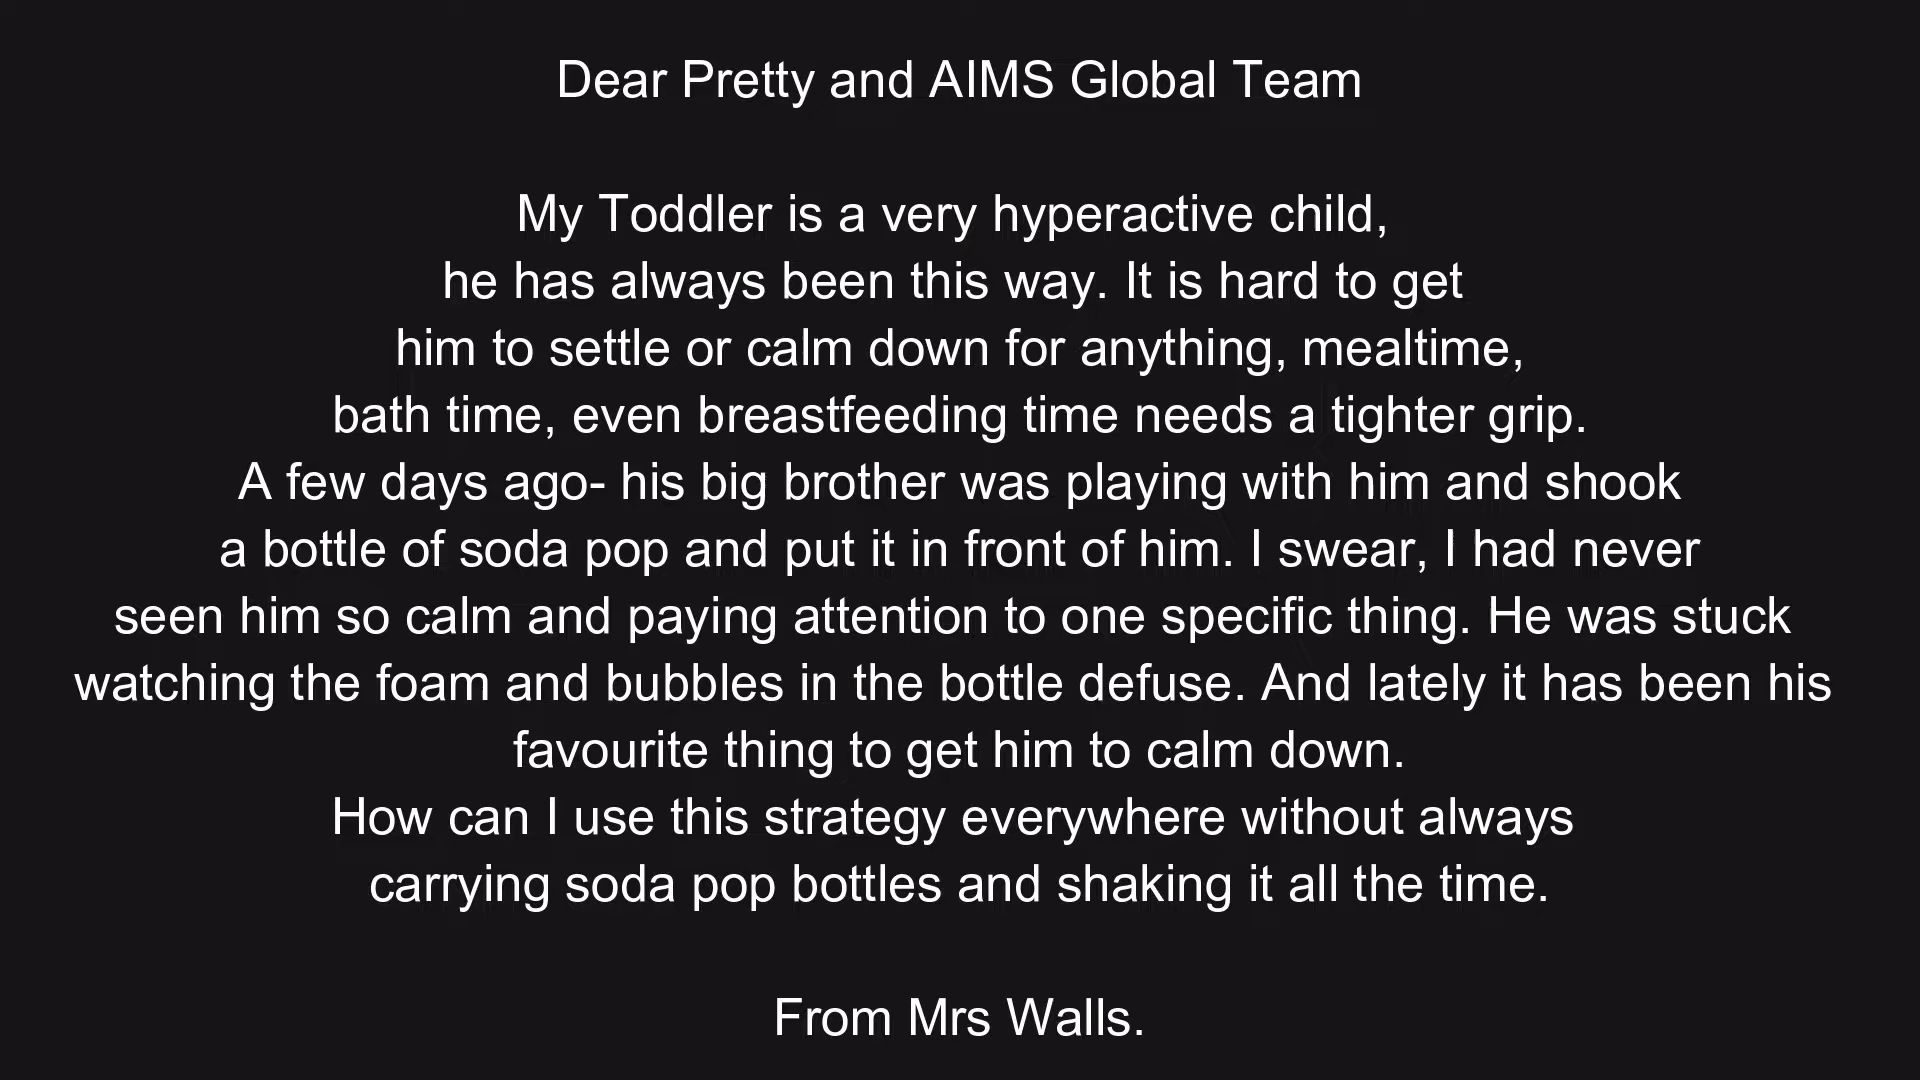 Dear Pretty and AIMS Global Team
My Toddler is a very hyperactive child,
he has always been this way. It is hard to get
him to settle or calm down for anything, mealtime,
bath time, even breastfeeding time needs a tighter grip.
A few days ago- his big brother was playing with him and shook
a bottle of soda pop and put it in front of him. I swear, I had never
seen him so calm and paying attention to one specific thing. He was stuck
watching the foam and bubbles in the bottle defuse. And lately it has been his
favourite thing to get him to calm down.
How can I use this strategy everywhere without always
carrying soda pop bottles and shaking it all the time.
From Mrs Walls.